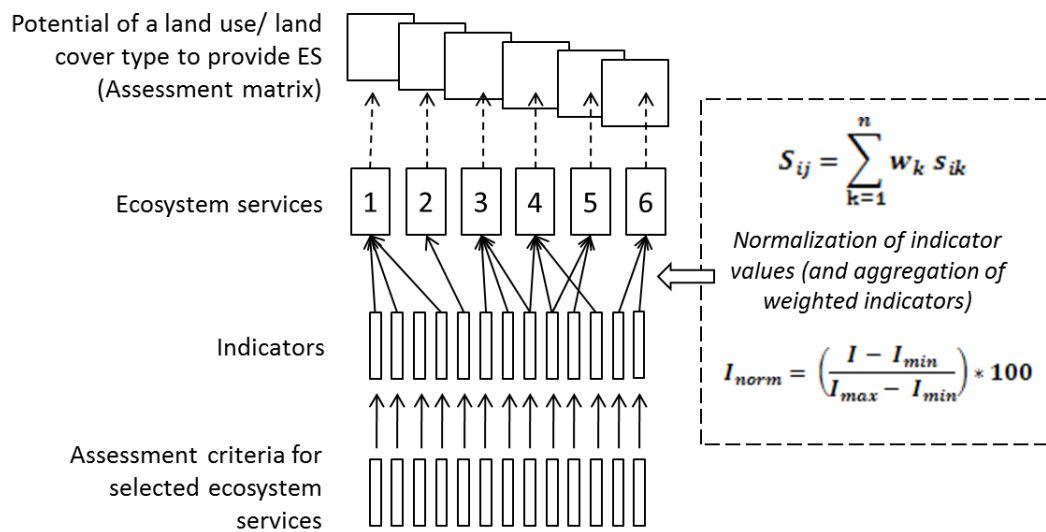 Potential of a land use/ land
cover type to provide ES
(Assessment matrix)
Ecosystem services
1 2 3 4 5 6
Indicators
Assessment criteria for
selected ecosystem
services
S_ij = ∑_{k=1}^{n} w_k s_ik
Normalization of indicator
values (and aggregation of
weighted indicators)
I_norm = ((I − I_min) / (I_max − I_min)) * 100